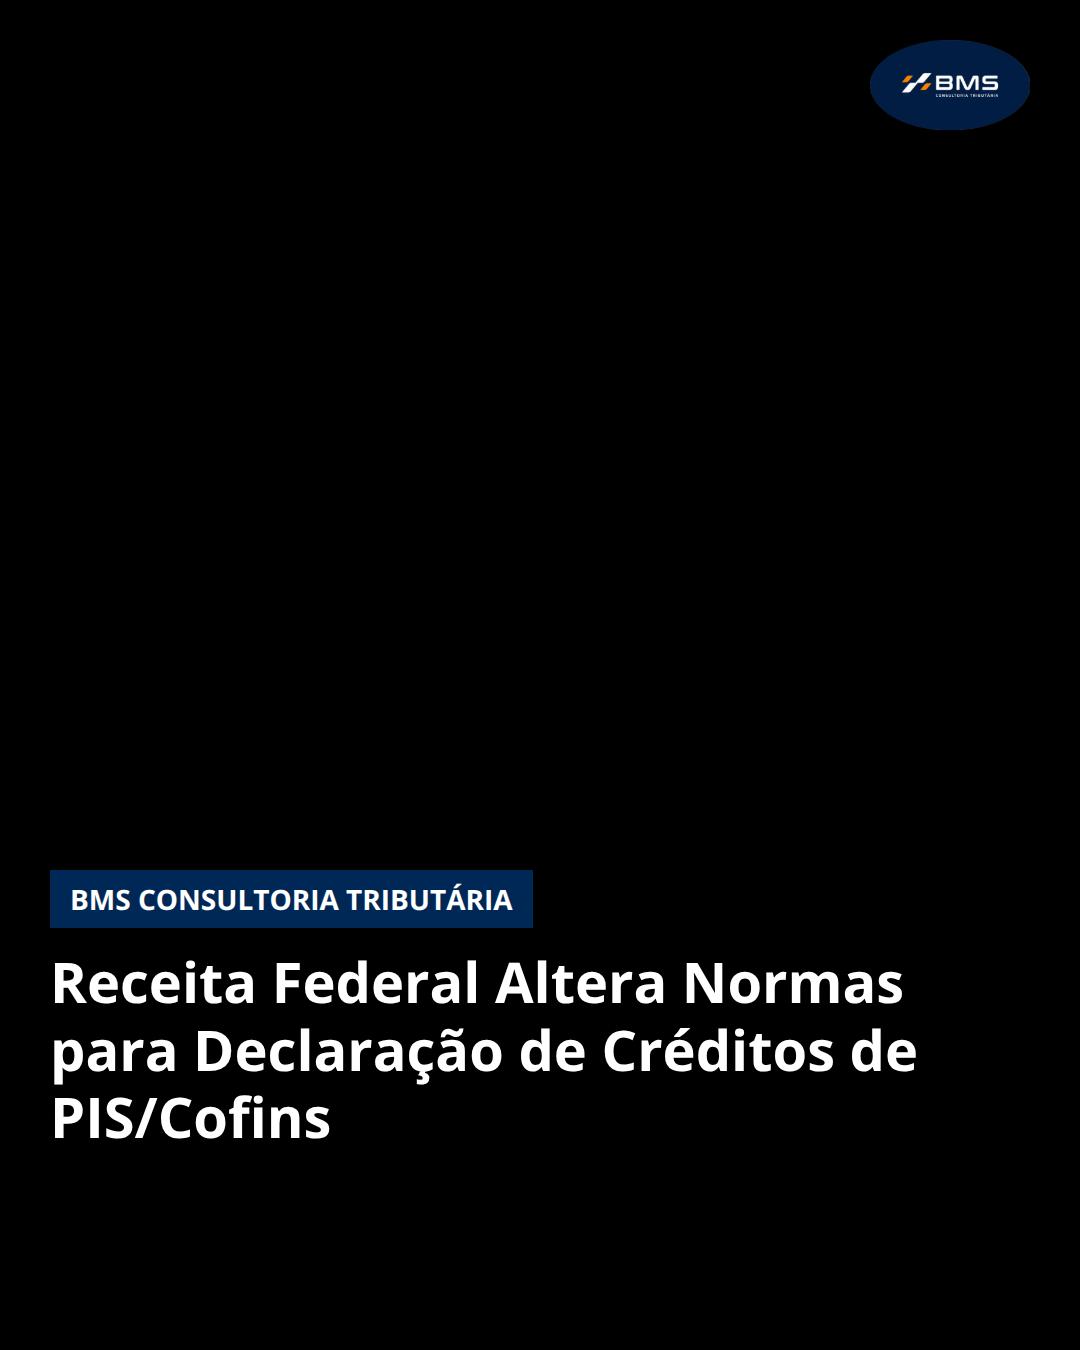 BMS
CONSULTORIA TRIBUTÁRIA
BMS CONSULTORIA TRIBUTÁRIA
Receita Federal Altera Normas
para Declaração de Créditos de
PIS/Cofins